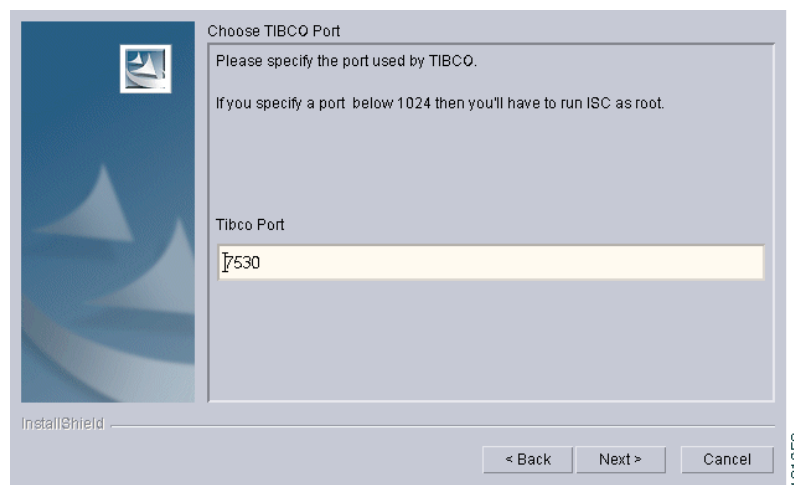 Choose TIBCO Port
Please specify the port used by TIBCO.
If you specify a port below 1024 then you'll have to run ISC as root.
Tibco Port
7530
InstallShield
< Back
Next >
Cancel